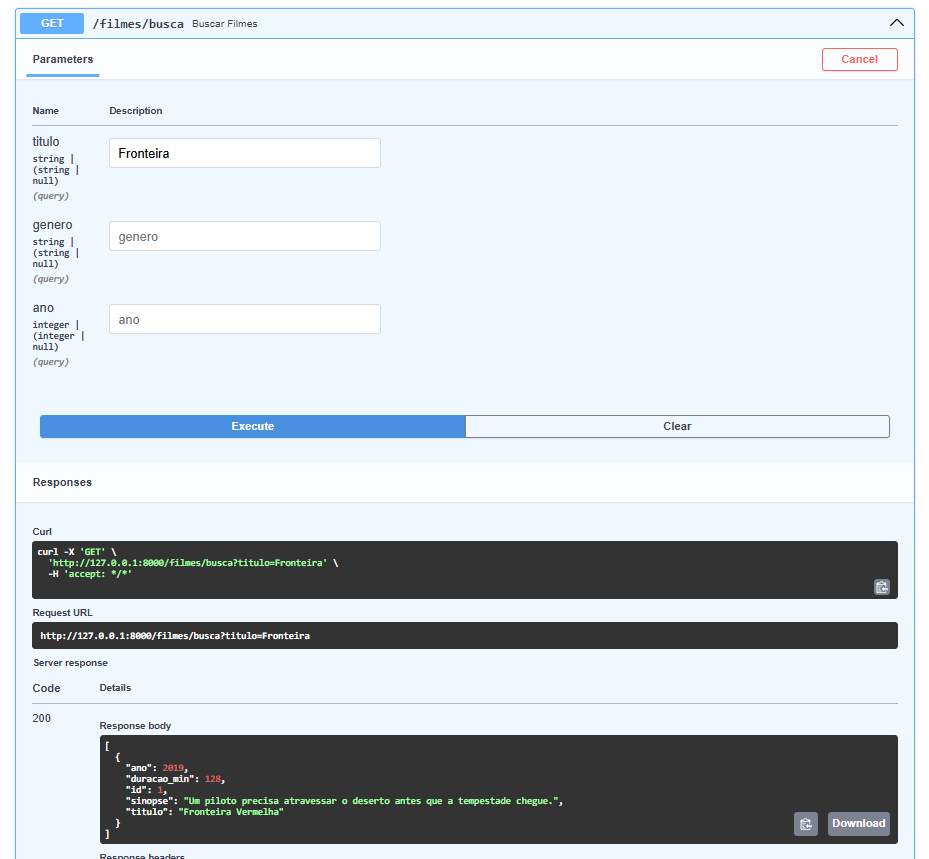 GET /filmes/busca Buscar Filmes
Parameters
Cancel
Name Description
titulo
string |
(string |
null)
(query)
Fronteira
genero
string |
(string |
null)
(query)
genero
ano
integer |
(integer |
null)
(query)
ano
Execute
Clear
Responses
Curl
curl -X 'GET' \
'http://127.0.0.1:8000/filmes/busca?titulo=Fronteira' \
-H 'accept: */*'
Request URL
http://127.0.0.1:8000/filmes/busca?titulo=Fronteira
Server response
Code Details
200
Response body
[
{
"ano": 2019,
"duracao_min": 128,
"id": 1,
"sinopse": "Um piloto precisa atravessar o deserto antes que a tempestade chegue.",
"titulo": "Fronteira Vermelha"
}
]
Download
Response headers